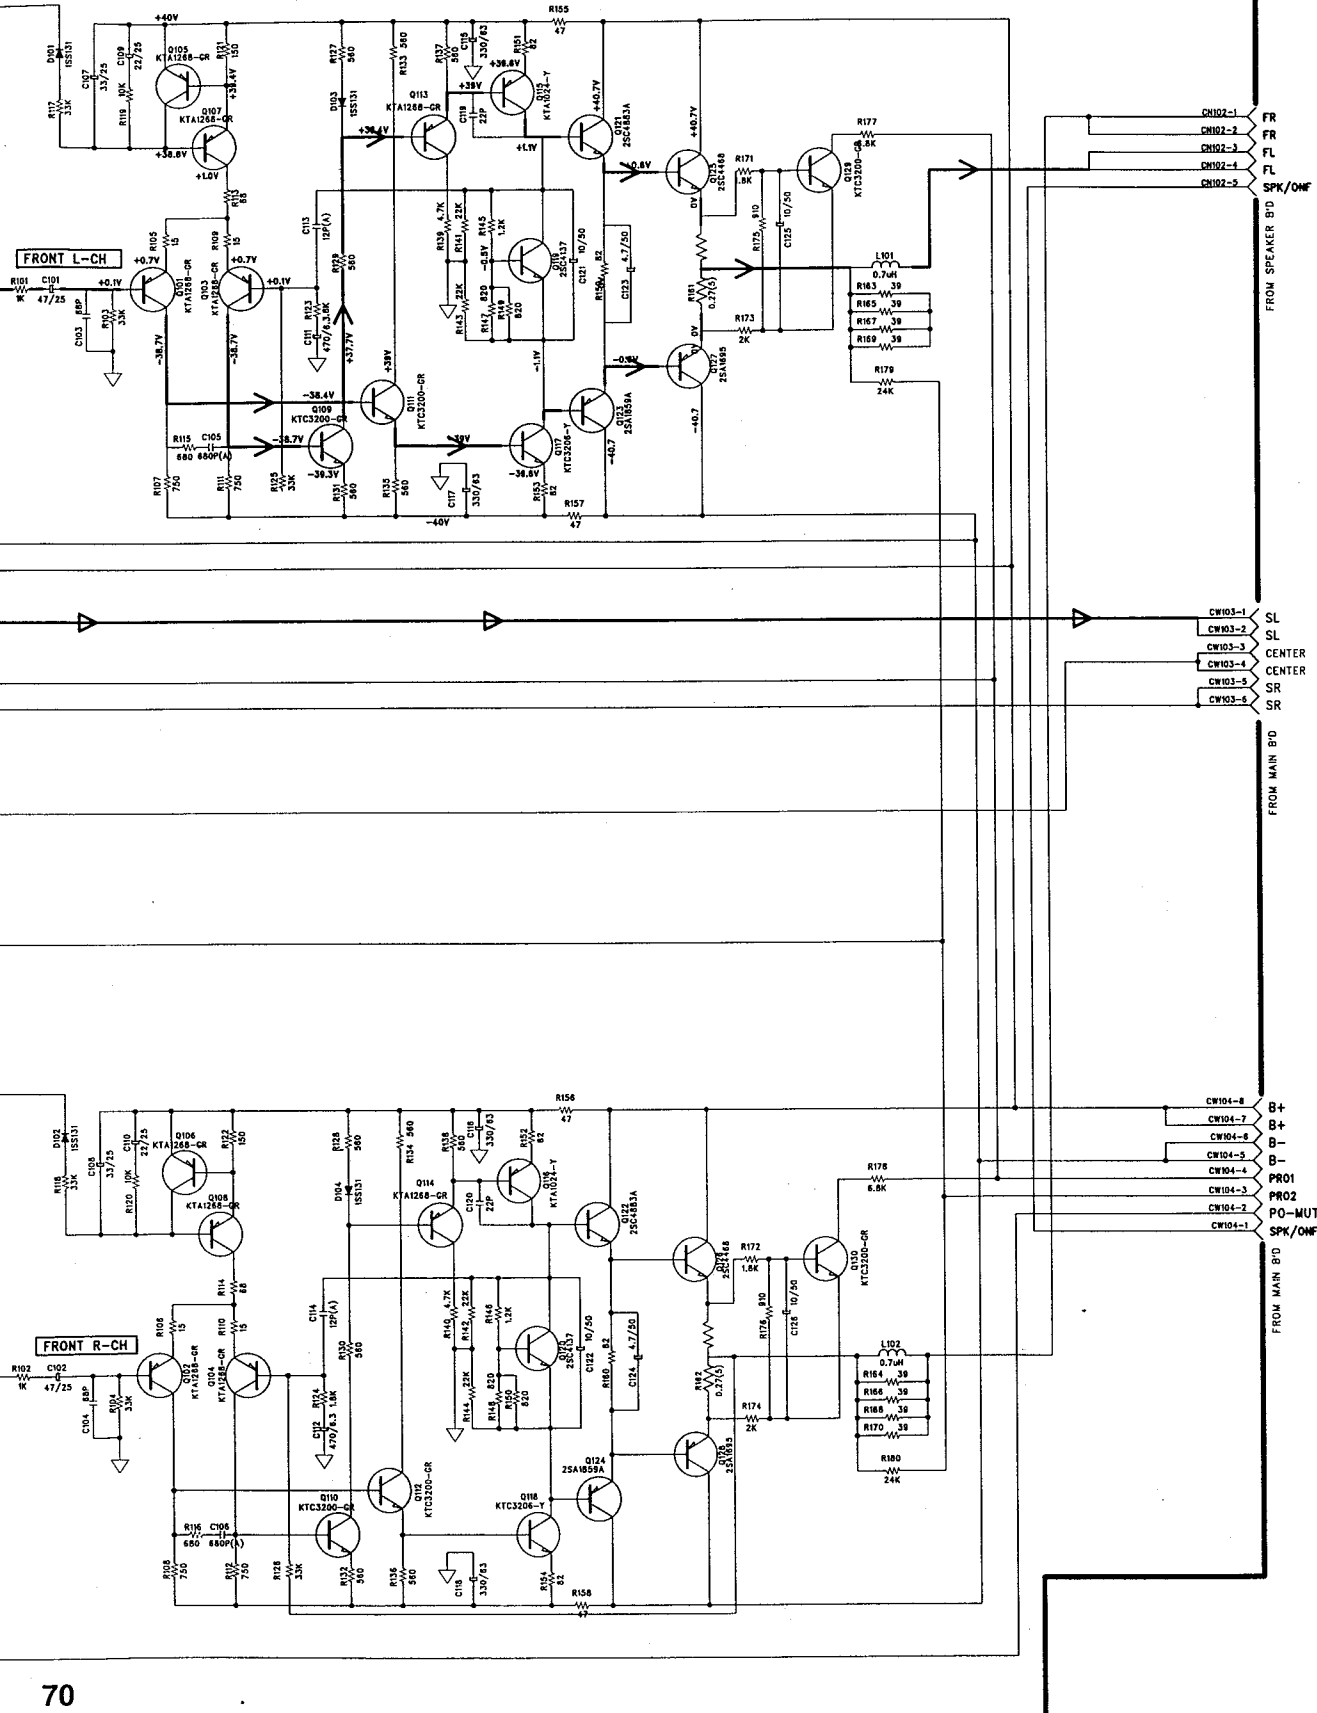 +40V
D101
1SS131
C107
33/25
C109
22/25
Q105
KTA1268-GR
R121
150
+39.4V
R117
33K
R119
10K
Q107
KTA1268-GR
+38.8V
+1.0V
R113
68
R127
560
D103
1SS131
R133
560
R137
560
C115
330/63
R151
82
R155
47
+39.6V
+39V
Q113
KTA1268-GR
C119
22P
Q115
KTA1024-Y
+38.4V
+1.1V
+40.7V
Q121
2SC4883A
+40.7V
+0.6V
Q125
2SC4468
R171
1.8K
Q129
KTC3200-GR
R177
6.8K
R105
15
R109
15
FRONT L-CH
+0.7V
+0.7V
R101
1K
C101
47/25
+0.1V
+0.1V
Q101
KTA1268-GR
Q103
KTA1268-GR
C103
68P
R103
33K
-38.7V
-38.7V
C113
12P(A)
R123
C111
R129
560
+37.7V
R139
4.7K
R141
22K
R145
1.2K
-0.5V
Q119
2SC4137
C121
10/50
R143
22K
R147
820
R149
820
R159
82
C123
4.7/50
R161
0.27(5)
R175
910
C125
10/50
R173
2K
L101
0.7uH
R163 39
R165 39
R167 39
R169 39
R179
24K
-1.1V
-0.6V
Q127
2SA1695
+39V
-38.4V
Q109
KTC3200-GR
Q111
KTC3200-GR
-38.7V
-39V
Q117
KTC3206-Y
Q123
2SA1859A
-40.7
-40.7
R115
680
C105
680P(A)
R107
750
R111
750
R125
33K
-39.3V
R131
560
R135
560
C117
330/63
-39.6V
R153
82
R157
47
-40V
CN102-1 FR
CN102-2 FR
CN102-3 FL
CN102-4 FL
CN102-5 SPK/ONF
FROM SPEAKER B'D
CW103-1 SL
CW103-2 SL
CW103-3 CENTER
CW103-4 CENTER
CW103-5 SR
CW103-6 SR
FROM MAIN B'D
D102
1SS131
C108
33/25
C110
22/25
Q106
KTA1268-GR
R122
150
R118
33K
R120
10K
Q108
KTA1268-GR
R114
68
R128
560
D104
1SS131
R134
560
R138
560
C116
330/63
R152
82
R156
47
Q114
KTA1268-GR
C120
22P
Q116
KTA1024-Y
Q122
2SC4883A
Q126
2SC4468
R172
1.8K
Q130
KTC3200-GR
R178
6.8K
CW104-8 B+
CW104-7 B+
CW104-6 B-
CW104-5 B-
CW104-4 PRO1
CW104-3 PRO2
CW104-2 PO-MUT
CW104-1 SPK/ONF
FROM MAIN B'D
R106
15
R110
15
FRONT R-CH
R102
1K
C102
47/25
Q102
KTA1268-GR
Q104
KTA1268-GR
C104
68P
R104
33K
C114
12P(A)
R124
1.8K
C112
470/6.3
R130
560
R140
4.7K
R142
22K
R146
1.2K
Q120
2SC4137
C122
10/50
R144
22K
R148
820
R150
820
R160
82
C124
4.7/50
R162
0.27(5)
R176
910
C126
10/50
R174
2K
L102
0.7uH
R164 39
R166 39
R168 39
R170 39
R180
24K
Q128
2SA1695
Q124
2SA1859A
Q110
KTC3200-GR
Q112
KTC3200-GR
Q118
KTC3206-Y
R116
680
C106
680P(A)
R108
750
R112
750
R126
33K
R132
560
R136
560
C118
330/63
R154
82
R158
47
70